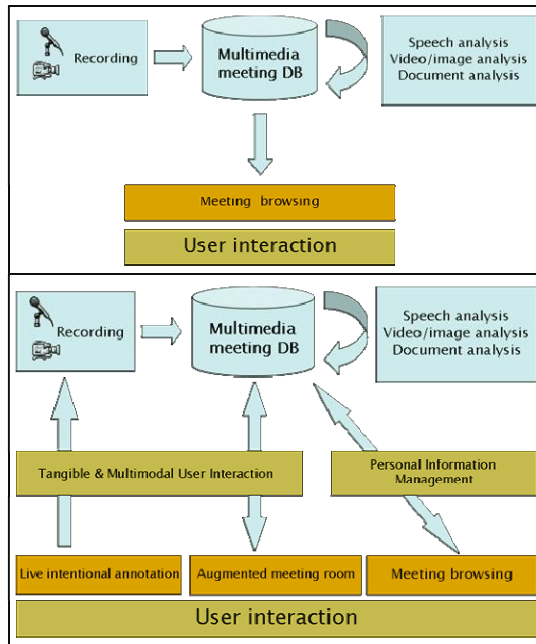 Recording
Multimedia
meeting DB
Speech analysis
Video/image analysis
Document analysis
Meeting browsing
User interaction
Recording
Multimedia
meeting DB
Speech analysis
Video/image analysis
Document analysis
Tangible & Multimodal User Interaction
Personal Information
Management
Live intentional annotation
Augmented meeting room
Meeting browsing
User interaction